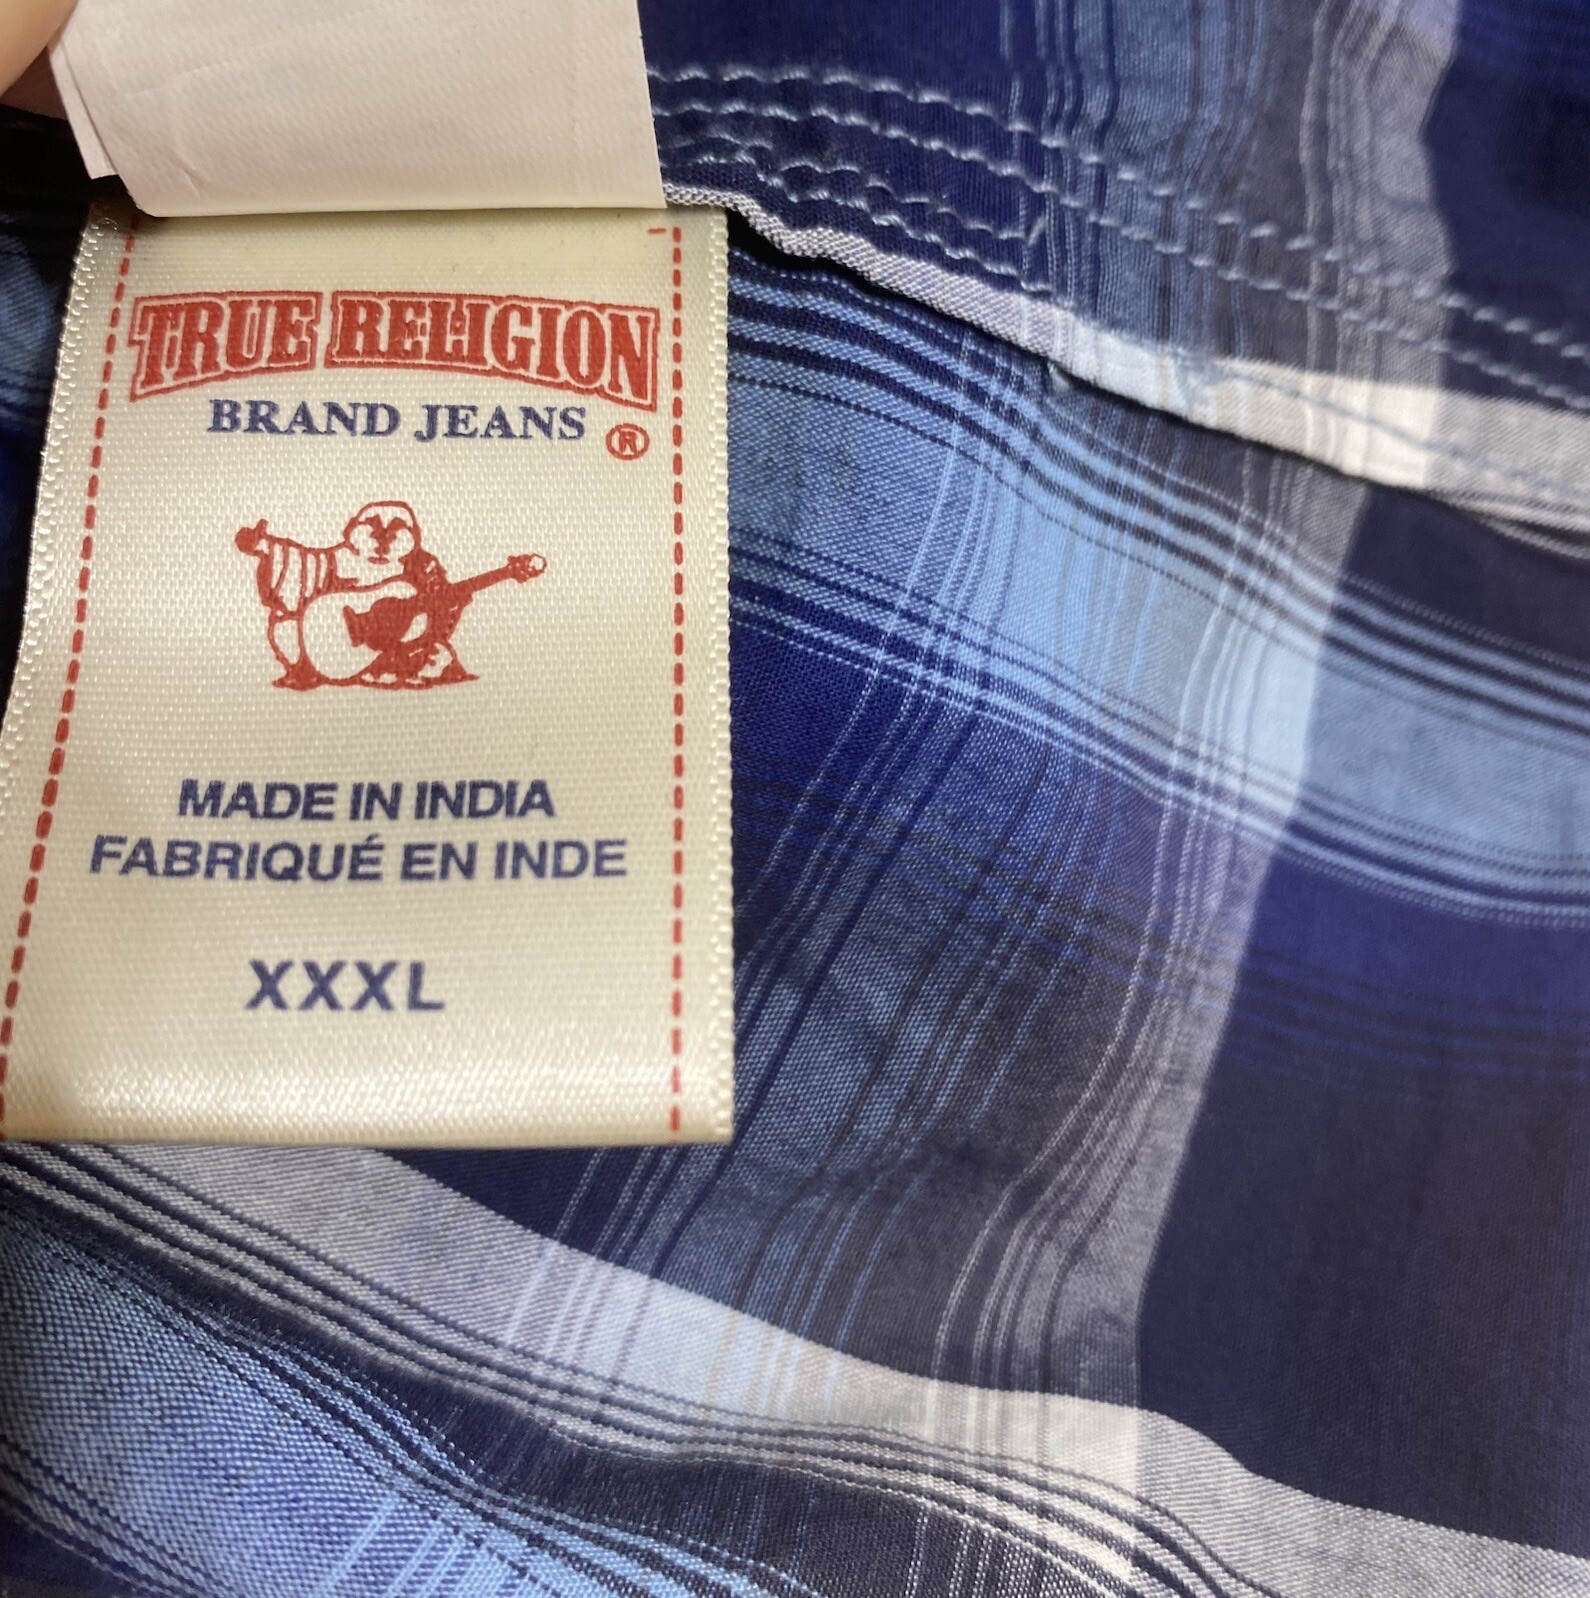 TRUE RELIGION
BRAND JEANS ®
MADE IN INDIA
FABRIQUÉ EN INDE
XXXL